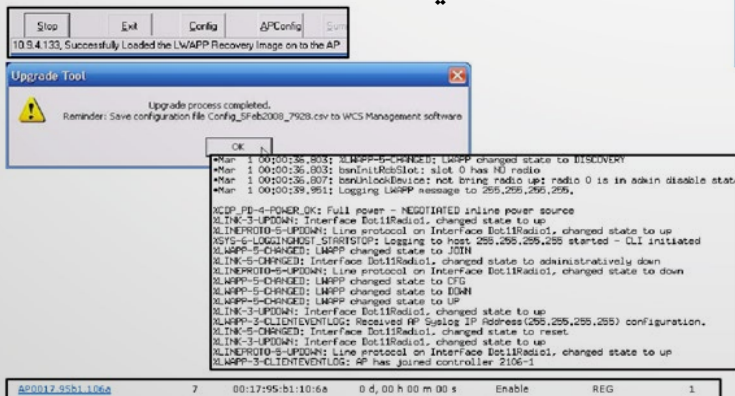 Stop Exit Config APConfig Sum
10.9.4.133, Successfully Loaded the LWAPP Recovery Image on to the AP
Upgrade Tool
Upgrade process completed.
Reminder: Save configuration file Config_5Feb2008_7928.csv to WCS Management software
OK
*Mar 1 00:00:36.803: %LWAPP-5-CHANGED: LWAPP changed state to DISCOVERY
*Mar 1 00:00:36.803: bsnInitRcbSlot: slot 0 has NO radio
*Mar 1 00:00:36.807: bsnUnlockDevice: not bring radio up: radio 0 is in admin disable stat
*Mar 1 00:00:39.951: Logging LWAPP message to 255.255.255.255.
%CDP_PD-4-POWER_OK: Full power - NEGOTIATED inline power source
%LINK-3-UPDOWN: Interface Dot11Radio1, changed state to up
%LINEPROTO-5-UPDOWN: Line protocol on Interface Dot11Radio1, changed state to up
%SYS-6-LOGGINGHOST_STARTSTOP: Logging to host 255.255.255.255 started - CLI initiated
%LWAPP-5-CHANGED: LWAPP changed state to JOIN
%LINK-5-CHANGED: Interface Dot11Radio1, changed state to administratively down
%LINEPROTO-5-UPDOWN: Line protocol on Interface Dot11Radio1, changed state to down
%LWAPP-5-CHANGED: LWAPP changed state to CFG
%LWAPP-5-CHANGED: LWAPP changed state to DOWN
%LWAPP-5-CHANGED: LWAPP changed state to UP
%LINK-3-UPDOWN: Interface Dot11Radio1, changed state to up
%LWAPP-3-CLIENTEVENTLOG: Received AP Syslog IP Address(255.255.255.255) configuration.
%LINK-5-CHANGED: Interface Dot11Radio1, changed state to reset
%LINK-3-UPDOWN: Interface Dot11Radio1, changed state to up
%LINEPROTO-5-UPDOWN: Line protocol on Interface Dot11Radio1, changed state to up
%LWAPP-3-CLIENTEVENTLOG: AP has joined controller 2106-1
AP0017.95b1.106a 7 00:17:95:b1:10:6a 0 d, 00 h 00 m 00 s Enable REG 1